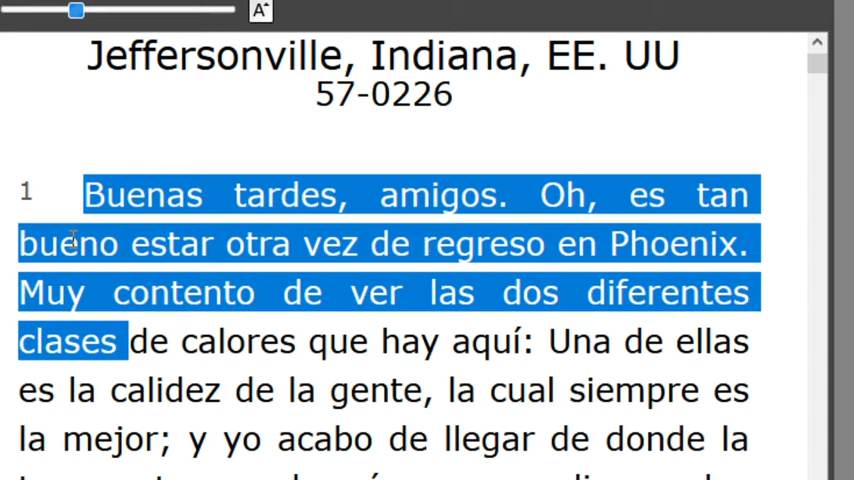 A
Jeffersonville, Indiana, EE. UU
57-0226
1 Buenas tardes, amigos. Oh, es tan
bueno estar otra vez de regreso en Phoenix.
Muy contento de ver las dos diferentes
clases de calores que hay aquí: Una de ellas
es la calidez de la gente, la cual siempre es
la mejor; y yo acabo de llegar de donde la